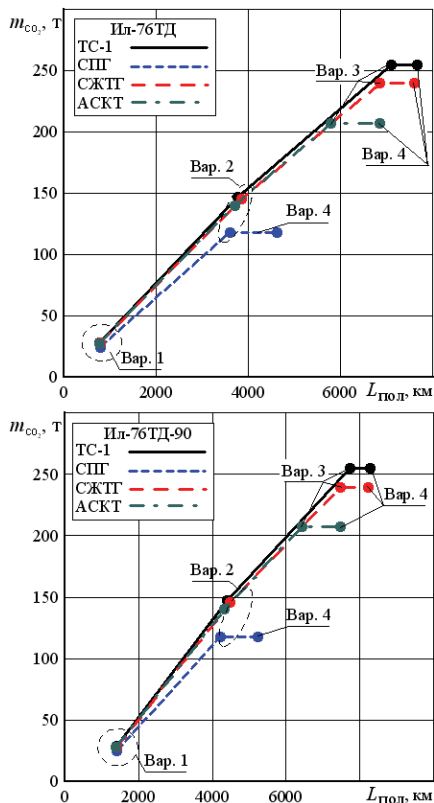 m_CO₂, т
Ил-76ТД
ТС-1
СПГ
СЖТГ
АСКТ
250
200
150
100
50
0
Вар. 3
Вар. 4
Вар. 2
Вар. 4
Вар. 1
0 2000 4000 6000 L_ПОЛ, км
m_CO₂, т
Ил-76ТД-90
ТС-1
СПГ
СЖТГ
АСКТ
250
200
150
100
50
0
Вар. 3
Вар. 4
Вар. 2
Вар. 4
Вар. 1
0 2000 4000 6000 8000 L_ПОЛ, км